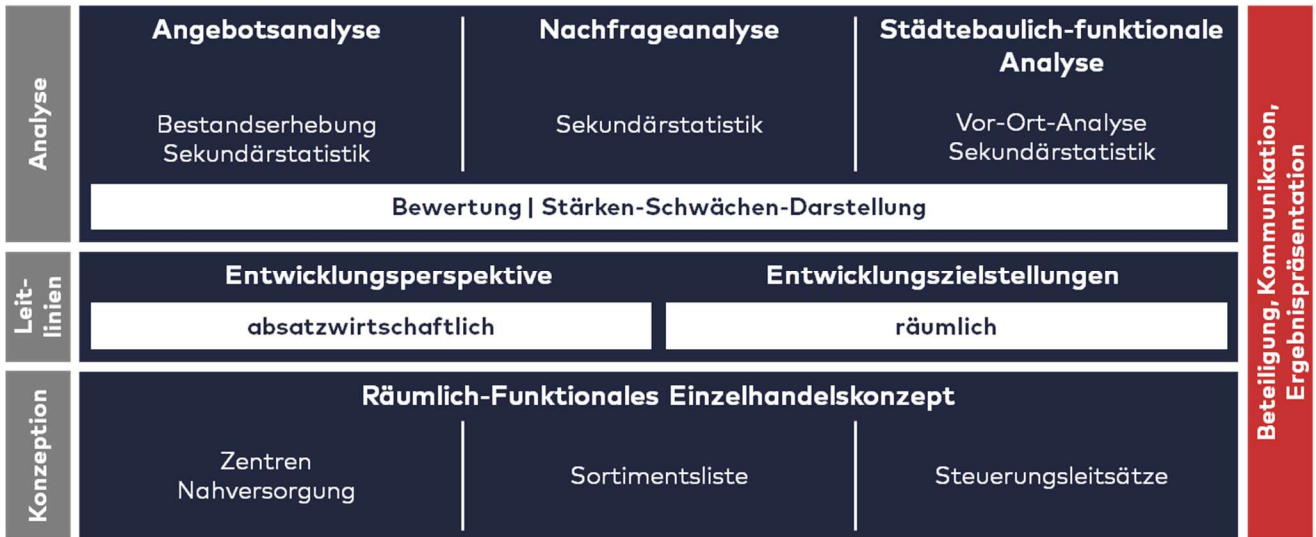 Analyse
Angebotsanalyse
Bestandserhebung
Sekundärstatistik
Nachfrageanalyse
Sekundärstatistik
Städtebaulich-funktionale
Analyse
Vor-Ort-Analyse
Sekundärstatistik
Bewertung | Stärken-Schwächen-Darstellung
Leit-
linien
Entwicklungsperspektive
absatzwirtschaftlich
Entwicklungszielstellungen
räumlich
Konzeption
Räumlich-Funktionales Einzelhandelskonzept
Zentren
Nahversorgung
Sortimentsliste
Steuerungsleitsätze
Beteiligung, Kommunikation,
Ergebnispräsentation